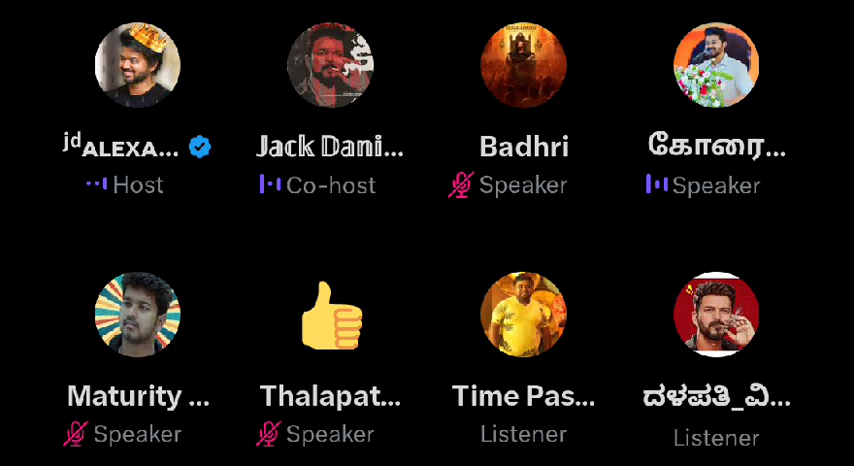 jdALEXA... Jack Dani... Badhri கோரை...
Host Co-host Speaker Speaker
Maturity ... Thalapat... Time Pas... ದಳಪತಿ_ವಿ...
Speaker Speaker Listener Listener